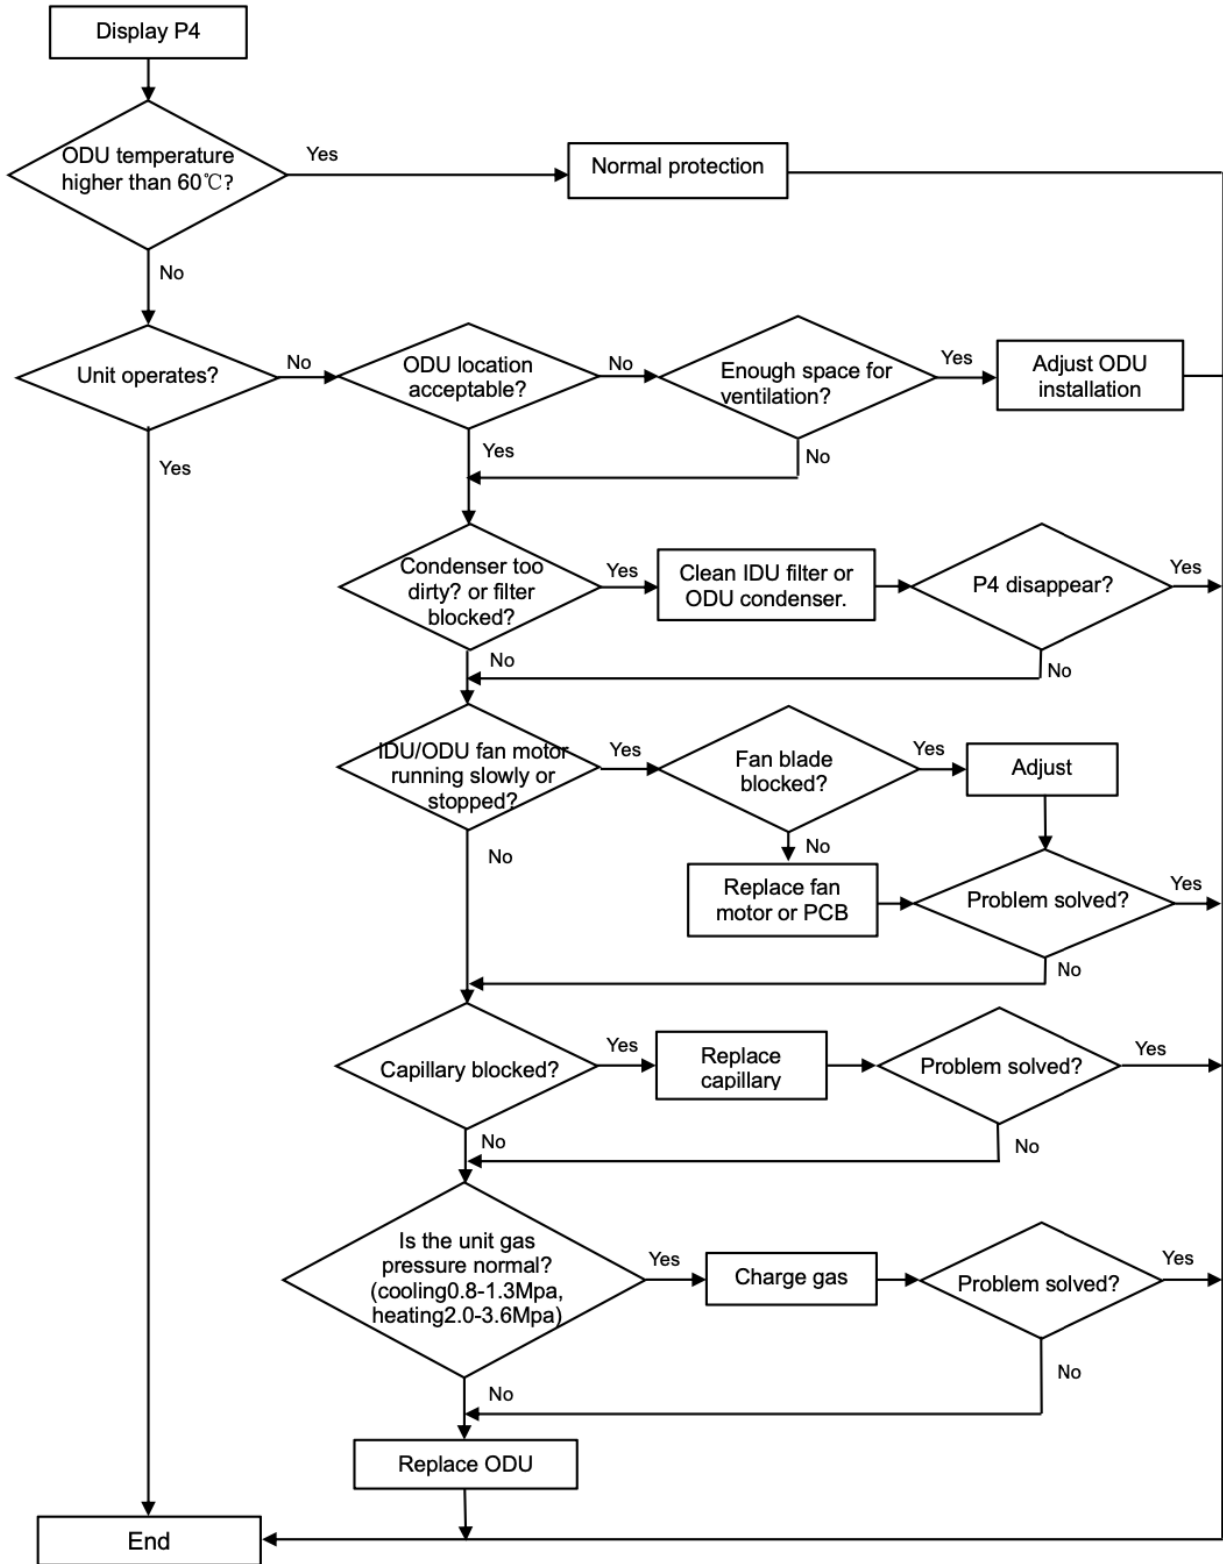 Display P4
ODU temperature
higher than 60℃?
Yes
Normal protection
No
Unit operates?
No
ODU location
acceptable?
No
Enough space for
ventilation?
Yes
Adjust ODU
installation
Yes
Yes
No
Condenser too
dirty? or filter
blocked?
Yes
Clean IDU filter or
ODU condenser.
P4 disappear?
Yes
No
No
IDU/ODU fan motor
running slowly or
stopped?
Yes
Fan blade
blocked?
Yes
Adjust
No
No
Replace fan
motor or PCB
Problem solved?
Yes
No
Capillary blocked?
Yes
Replace
capillary
Problem solved?
Yes
No
No
Is the unit gas
pressure normal?
(cooling0.8-1.3Mpa,
heating2.0-3.6Mpa)
Yes
Charge gas
Problem solved?
Yes
No
No
Replace ODU
End